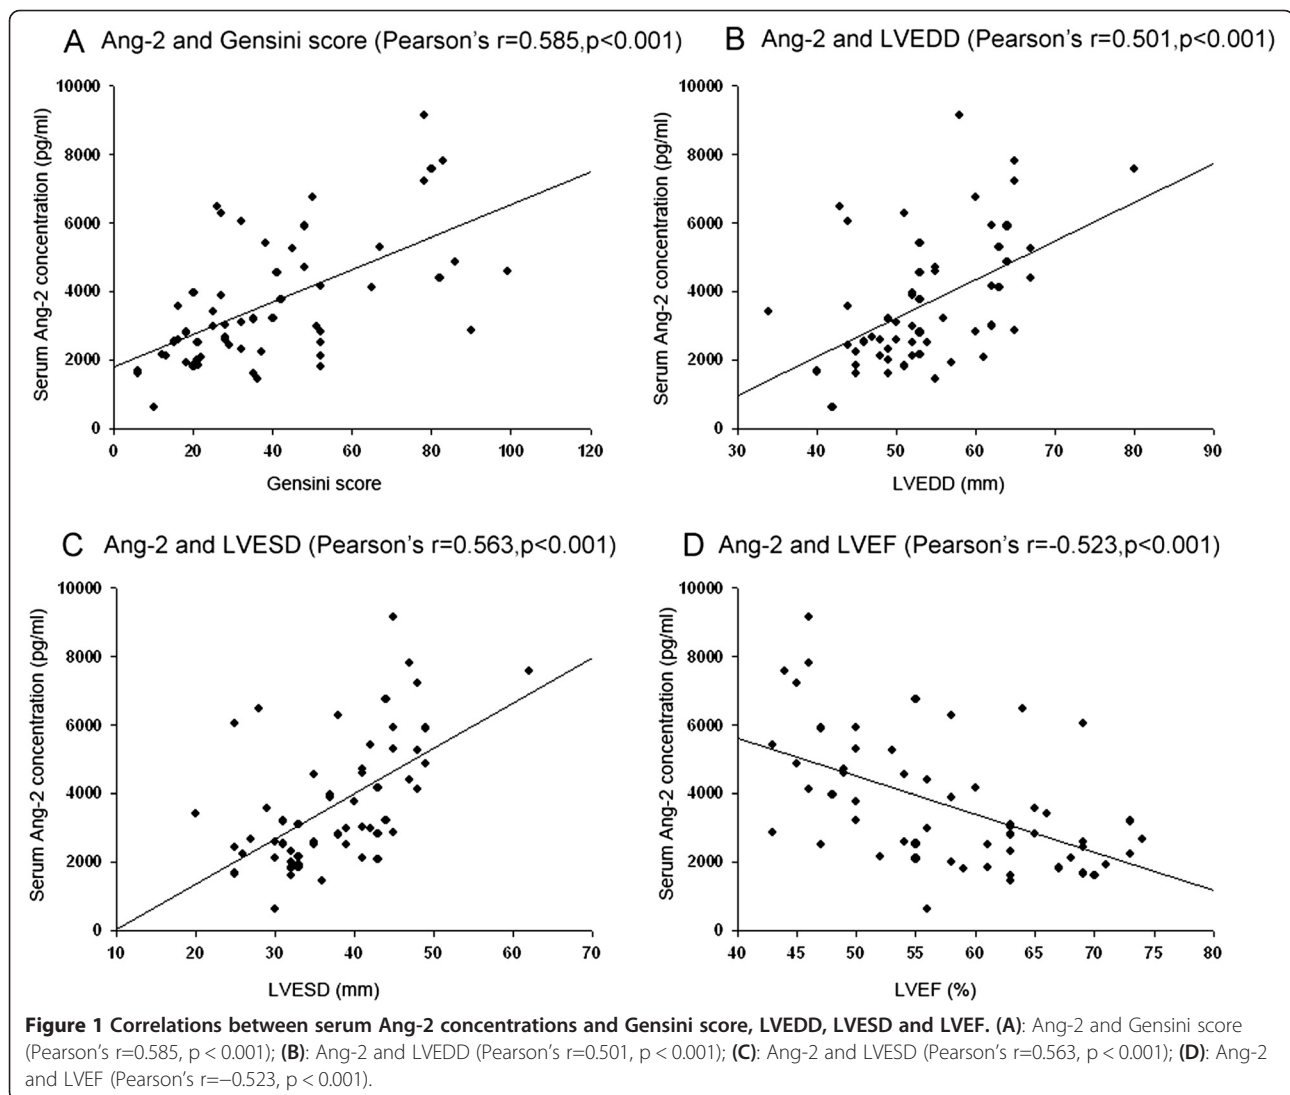 A Ang-2 and Gensini score (Pearson's r=0.585,p<0.001)
Serum Ang-2 concentration (pg/ml)
10000
8000
6000
4000
2000
0
0 20 40 60 80 100 120
Gensini score
B Ang-2 and LVEDD (Pearson's r=0.501,p<0.001)
Serum Ang-2 concentration (pg/ml)
10000
8000
6000
4000
2000
0
30 40 50 60 70 80 90
LVEDD (mm)
C Ang-2 and LVESD (Pearson's r=0.563,p<0.001)
Serum Ang-2 concentration (pg/ml)
10000
8000
6000
4000
2000
0
10 20 30 40 50 60 70
LVESD (mm)
D Ang-2 and LVEF (Pearson's r=-0.523,p<0.001)
Serum Ang-2 concentration (pg/ml)
10000
8000
6000
4000
2000
0
40 45 50 55 60 65 70 75 80
LVEF (%)
Figure 1 Correlations between serum Ang-2 concentrations and Gensini score, LVEDD, LVESD and LVEF. (A): Ang-2 and Gensini score
(Pearson's r=0.585, p < 0.001); (B): Ang-2 and LVEDD (Pearson's r=0.501, p < 0.001); (C): Ang-2 and LVESD (Pearson's r=0.563, p < 0.001); (D): Ang-2
and LVEF (Pearson's r=−0.523, p < 0.001).